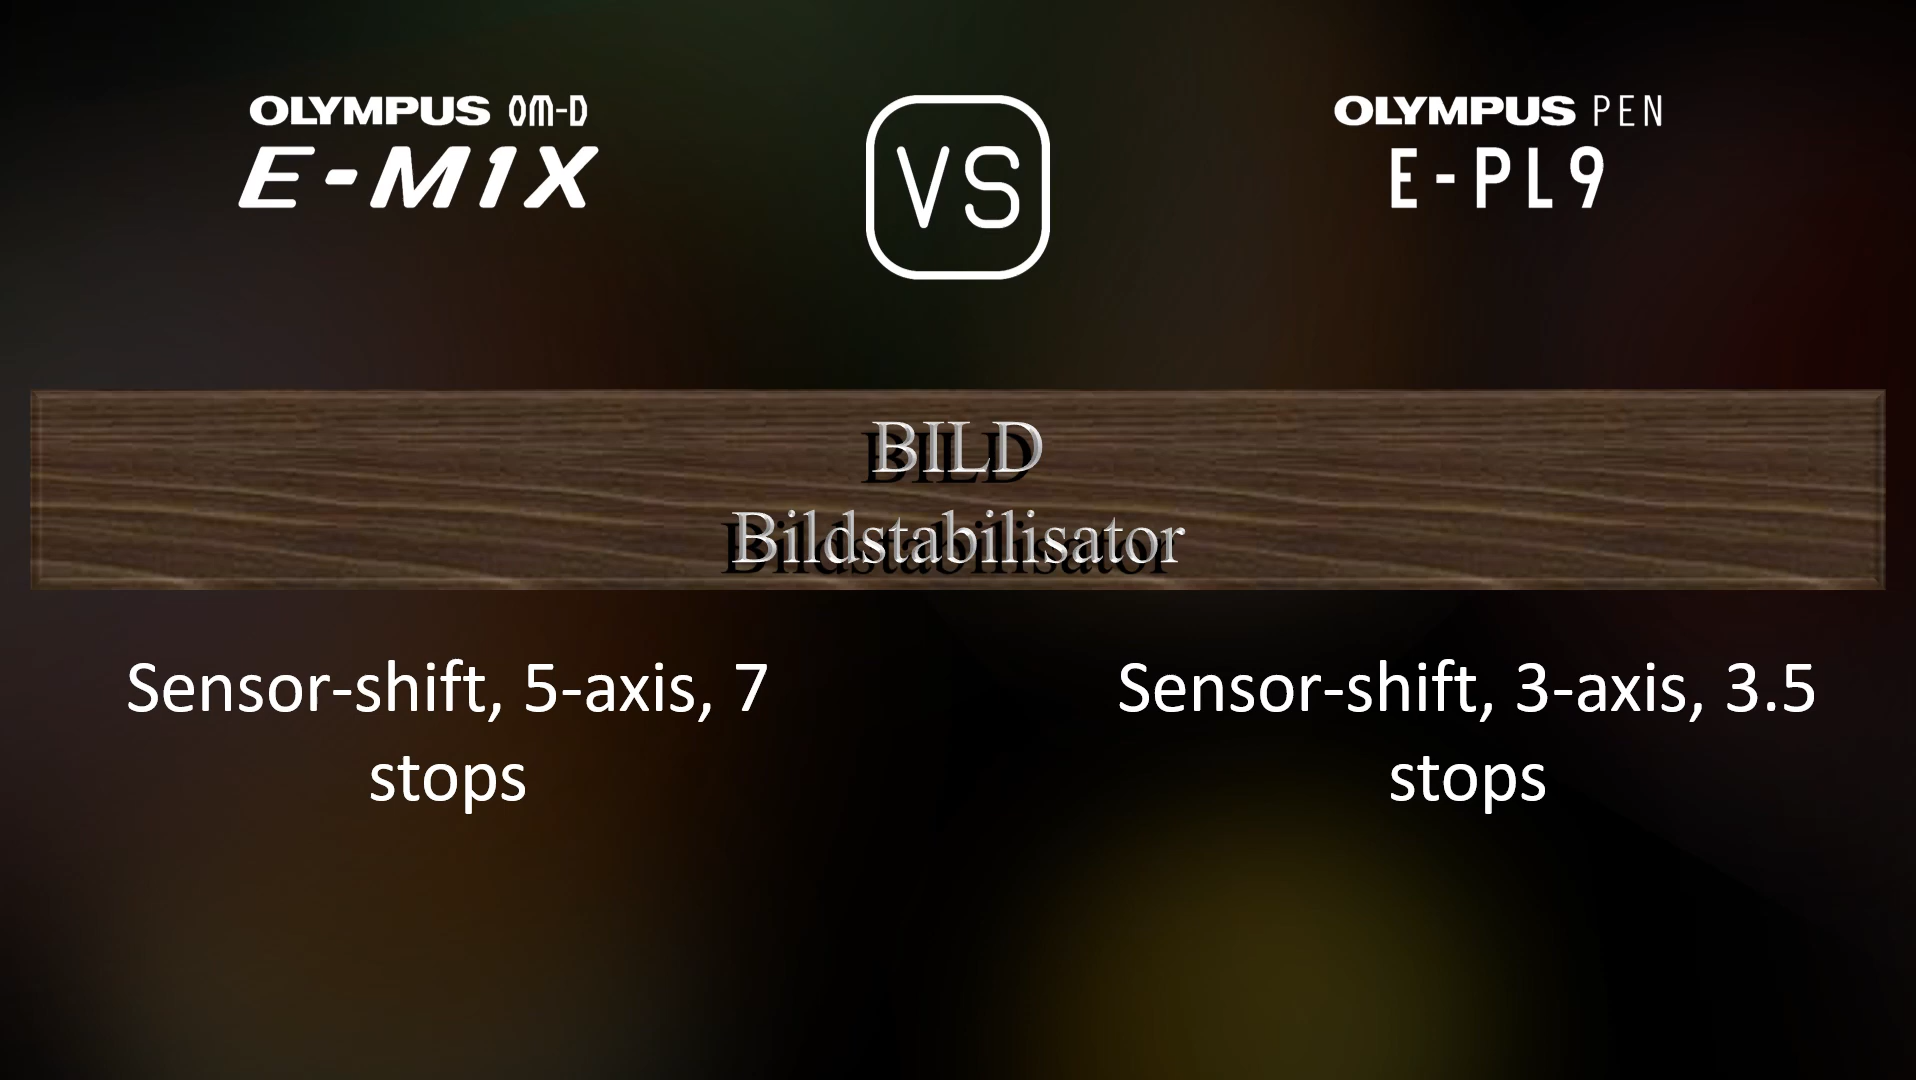 OLYMPUS OM-D
E-M1X
VS
OLYMPUS PEN
E-PL9
BILD
Bildstabilisator
Sensor-shift, 5-axis, 7
stops
Sensor-shift, 3-axis, 3.5
stops